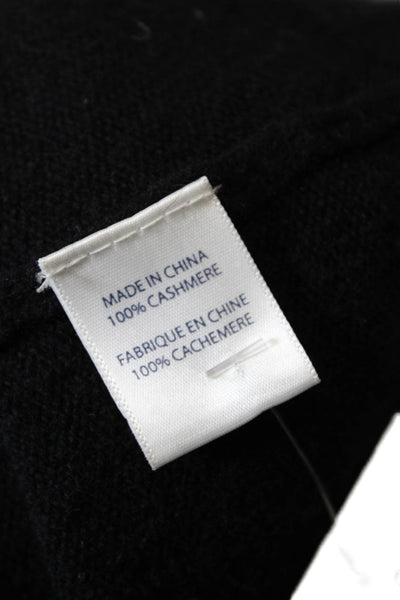 MADE IN CHINA
100% CASHMERE
FABRIQUE EN CHINE
100% CACHEMERE